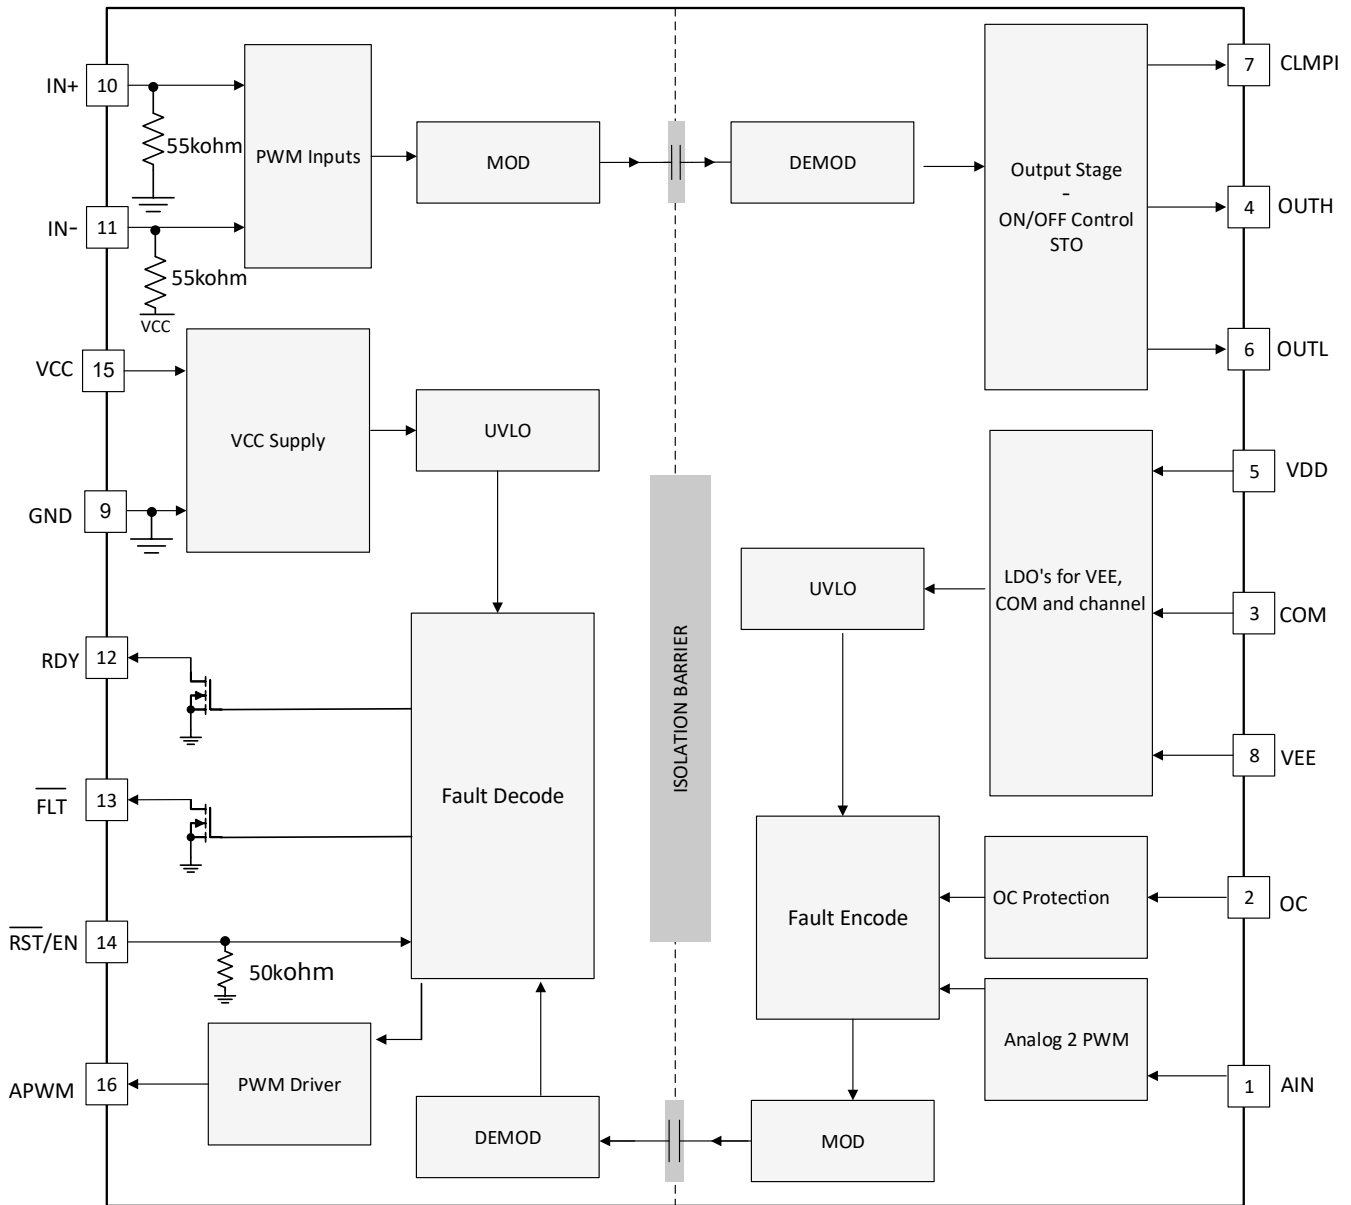 IN+
10
55kohm
IN-
11
55kohm
VCC
PWM Inputs
MOD
DEMOD
Output Stage
-
ON/OFF Control
STO
7
CLMPI
4
OUTH
6
OUTL
VCC
15
GND
9
VCC Supply
UVLO
ISOLATION BARRIER
UVLO
LDO's for VEE,
COM and channel
5
VDD
3
COM
8
VEE
RDY
12
FLT
13
RST/EN
14
50kohm
Fault Decode
Fault Encode
OC Protection
2
OC
Analog 2 PWM
1
AIN
APWM
16
PWM Driver
DEMOD
MOD